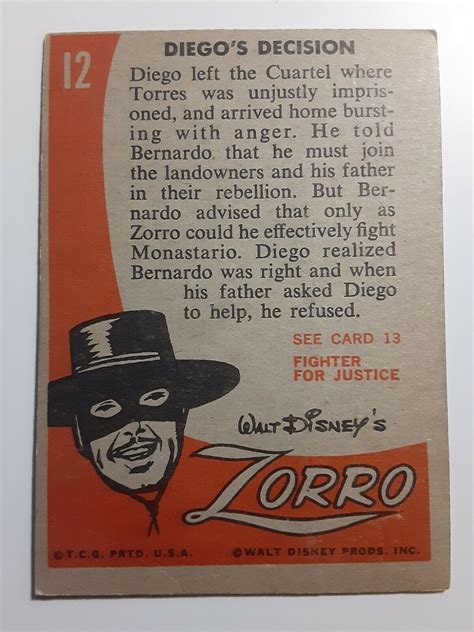 12
DIEGO'S DECISION
Diego left the Cuartel where
Torres was unjustly impris-
oned, and arrived home burst-
ing with anger. He told
Bernardo that he must join
the landowners and his father
in their rebellion. But Ber-
nardo advised that only as
Zorro could he effectively fight
Monastario. Diego realized
Bernardo was right and when
his father asked Diego
to help, he refused.
SEE CARD 13
FIGHTER
FOR JUSTICE
WALT DISNEY'S
ZORRO
© T.C.G. PRTD. U.S.A.
© WALT DISNEY PRODS. INC.